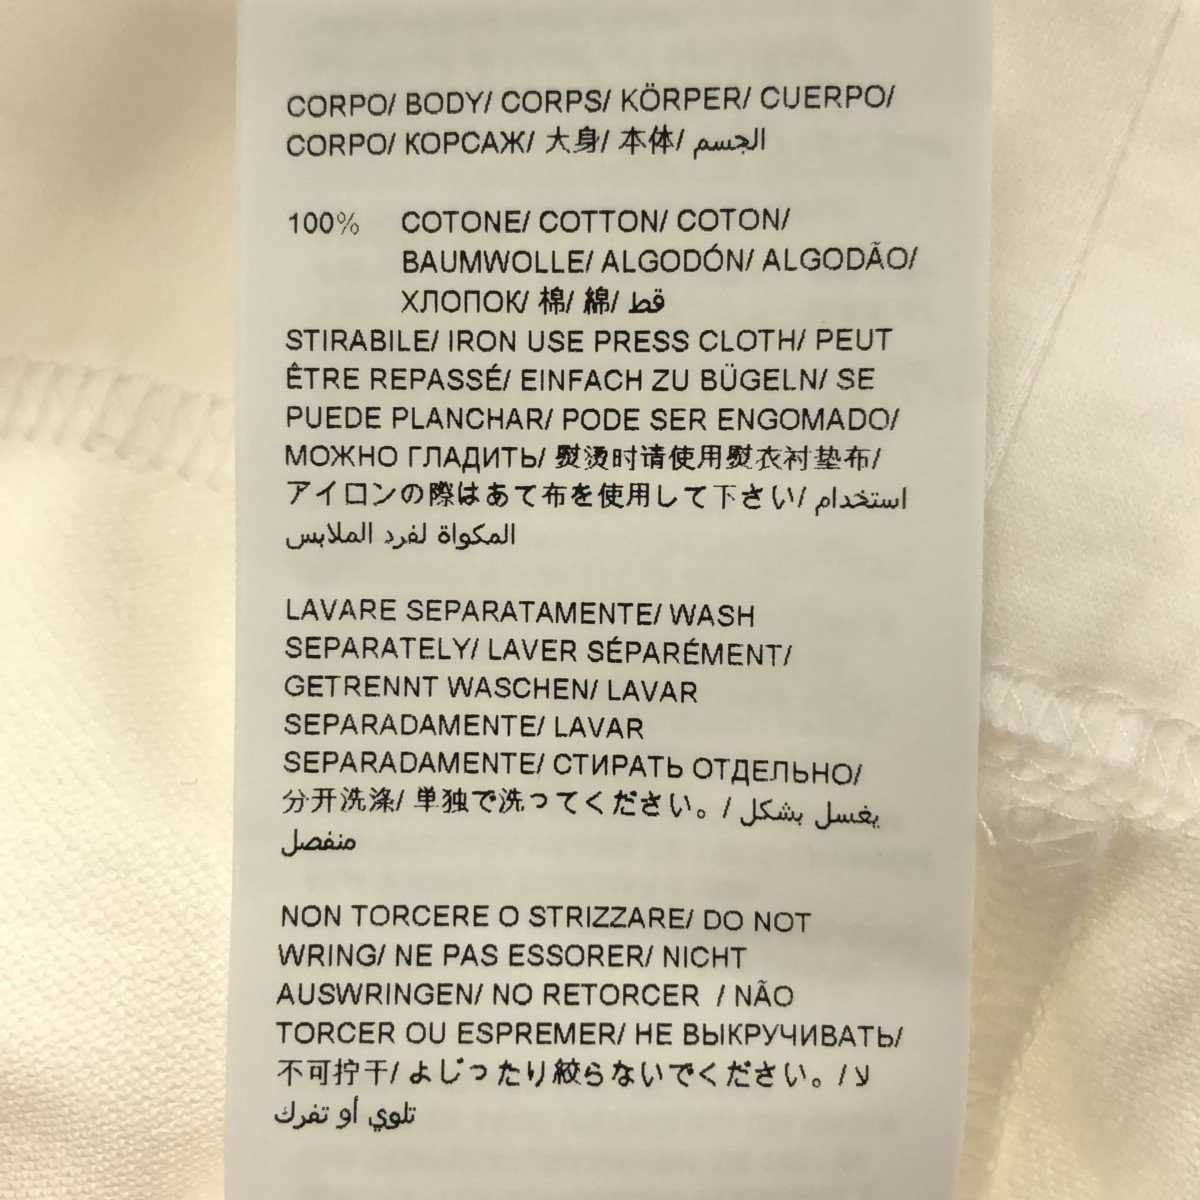 CORPO/ BODY/ CORPS/ KÖRPER/ CUERPO/
CORPO/ КОРСАЖ/ 大身/ 本体/ الجسم
100% COTONE/ COTTON/ COTON/
BAUMWOLLE/ ALGODÓN/ ALGODÃO/
ХЛОПОК/ 棉/ 綿/ قط
STIRABILE/ IRON USE PRESS CLOTH/ PEUT
ÊTRE REPASSÉ/ EINFACH ZU BÜGELN/ SE
PUEDE PLANCHAR/ PODE SER ENGOMADO/
МОЖНО ГЛАДИТЬ/ 熨烫时请使用熨衣衬垫布/
アイロンの際はあて布を使用して下さい/ استخدام
المكواة لفرد الملابس
LAVARE SEPARATAMENTE/ WASH
SEPARATELY/ LAVER SÉPARÉMENT/
GETRENNT WASCHEN/ LAVAR
SEPARADAMENTE/ LAVAR
SEPARADAMENTE/ СТИРАТЬ ОТДЕЛЬНО/
分开洗涤/ 単独で洗ってください。/ يغسل بشكل
منفصل
NON TORCERE O STRIZZARE/ DO NOT
WRING/ NE PAS ESSORER/ NICHT
AUSWRINGEN/ NO RETORCER / NÃO
TORCER OU ESPREMER/ НЕ ВЫКРУЧИВАТЬ/
不可拧干/ よじったり絞らないでください。/ لا
تلوي أو تفرك